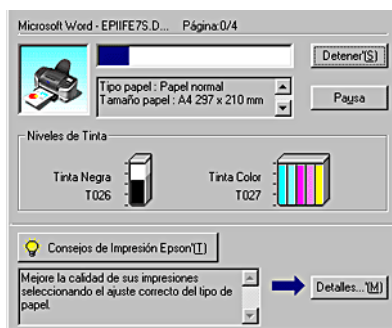 Microsoft Word - EPIIFE7S.D... Página:0/4
Detener'(S)
Tipo papel : Papel normal
Tamaño papel : A4 297 x 210 mm
Pausa
Niveles de Tinta
Tinta Negra
T026
Tinta Color
T027
Consejos de Impresión Epson'(T)
Mejore la calidad de sus impresiones
seleccionando el ajuste correcto del tipo de
papel.
Detalles...'(M)